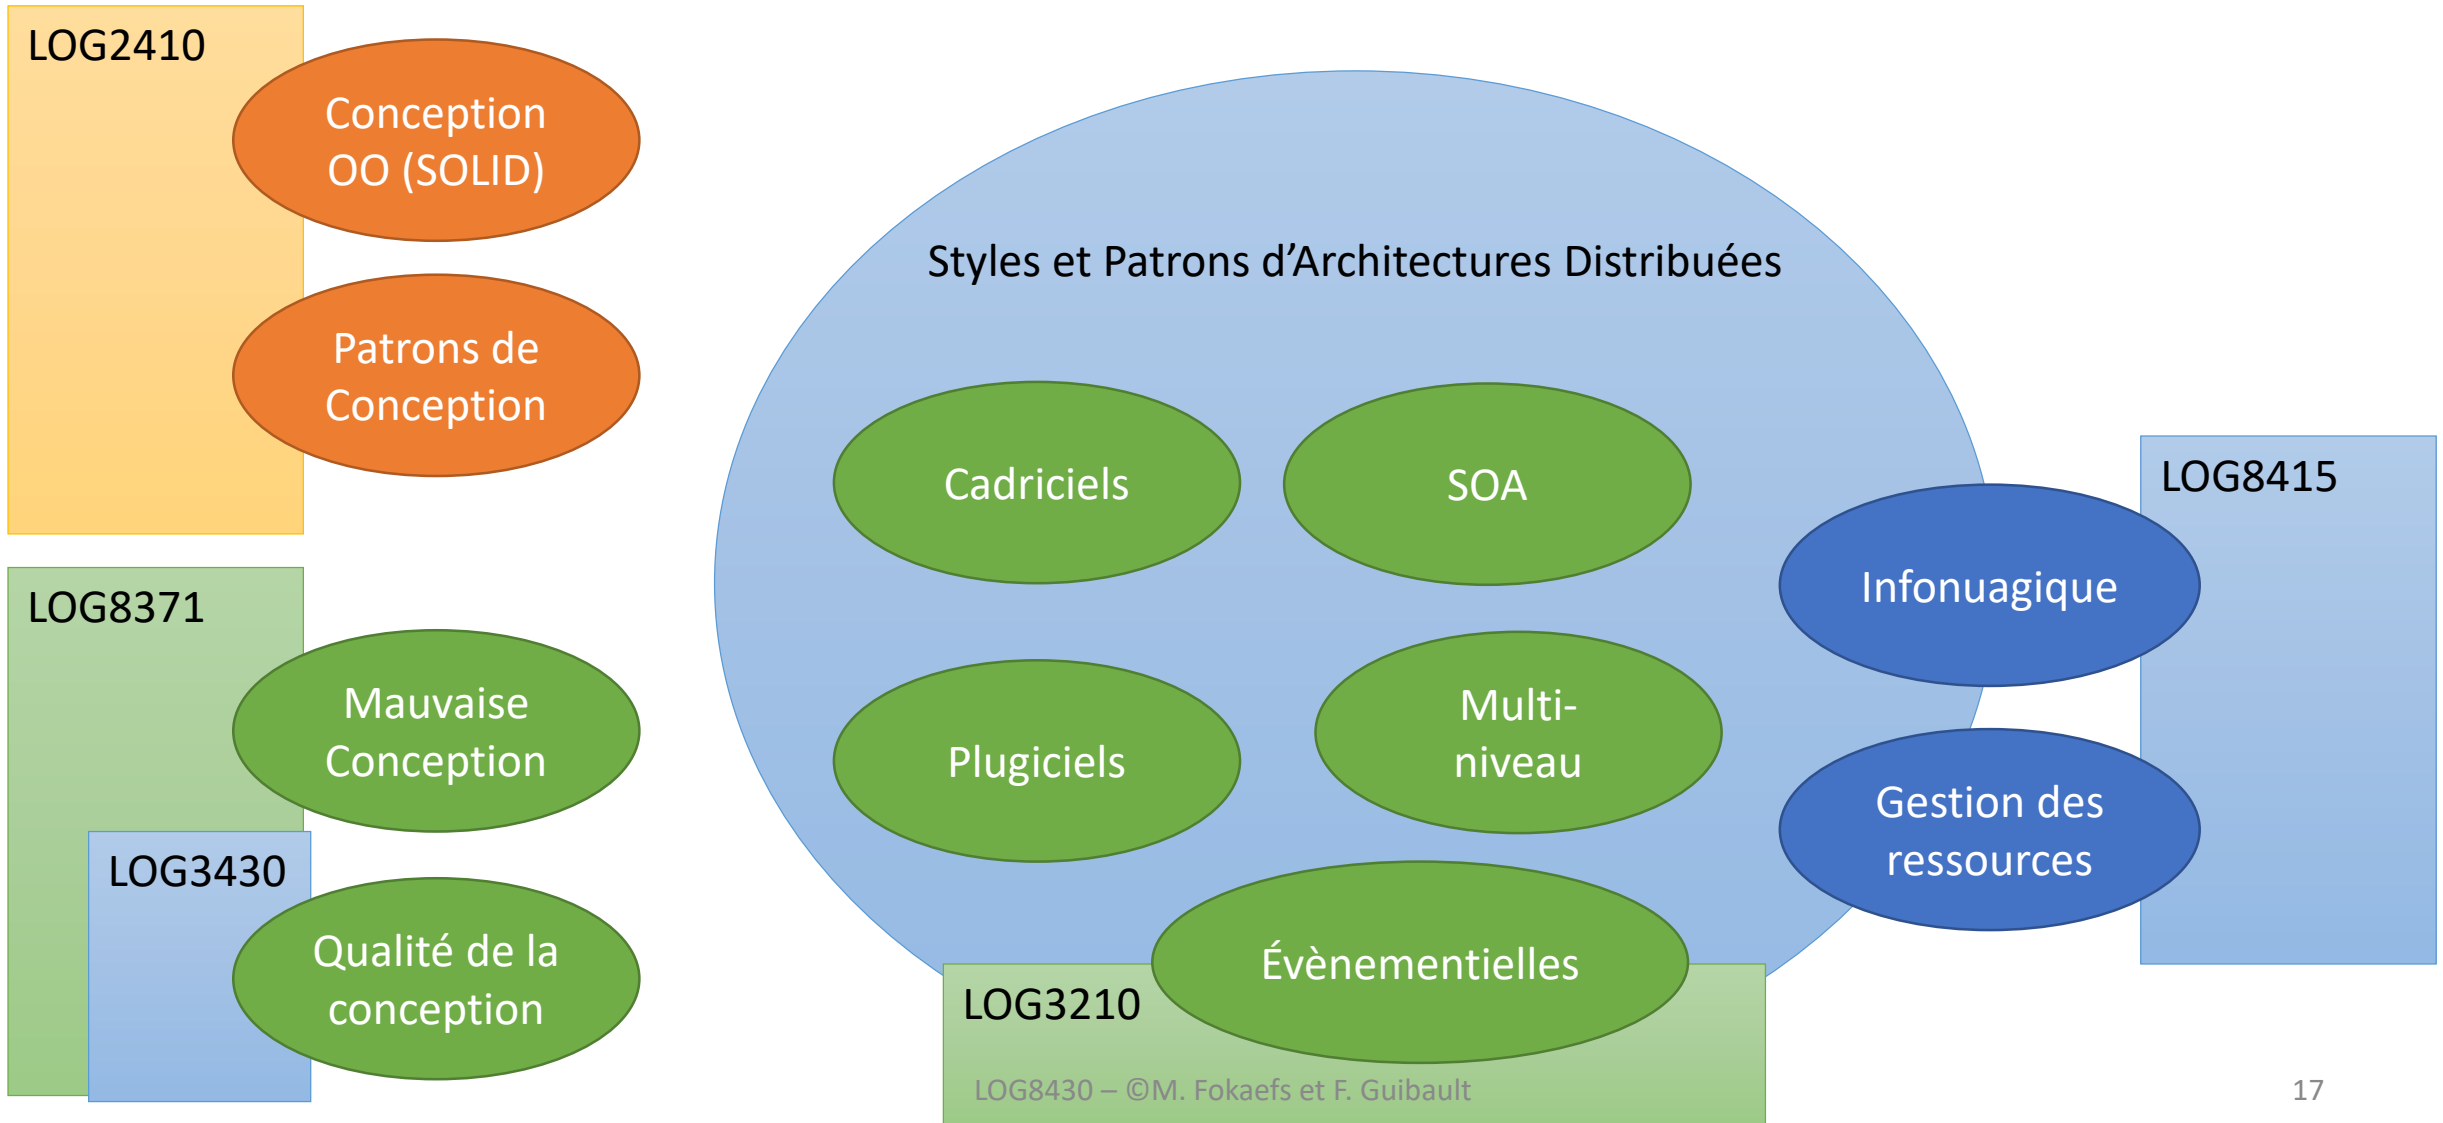 LOG2410
Conception
OO (SOLID)
Patrons de
Conception
LOG8371
Mauvaise
Conception
LOG3430
Qualité de la
conception
Styles et Patrons d’Architectures Distribuées
Cadriciels
SOA
Plugiciels
Multi-
niveau
Évènementielles
LOG3210
LOG8415
Infonuagique
Gestion des
ressources
LOG8430 – ©M. Fokaefs et F. Guibault
17